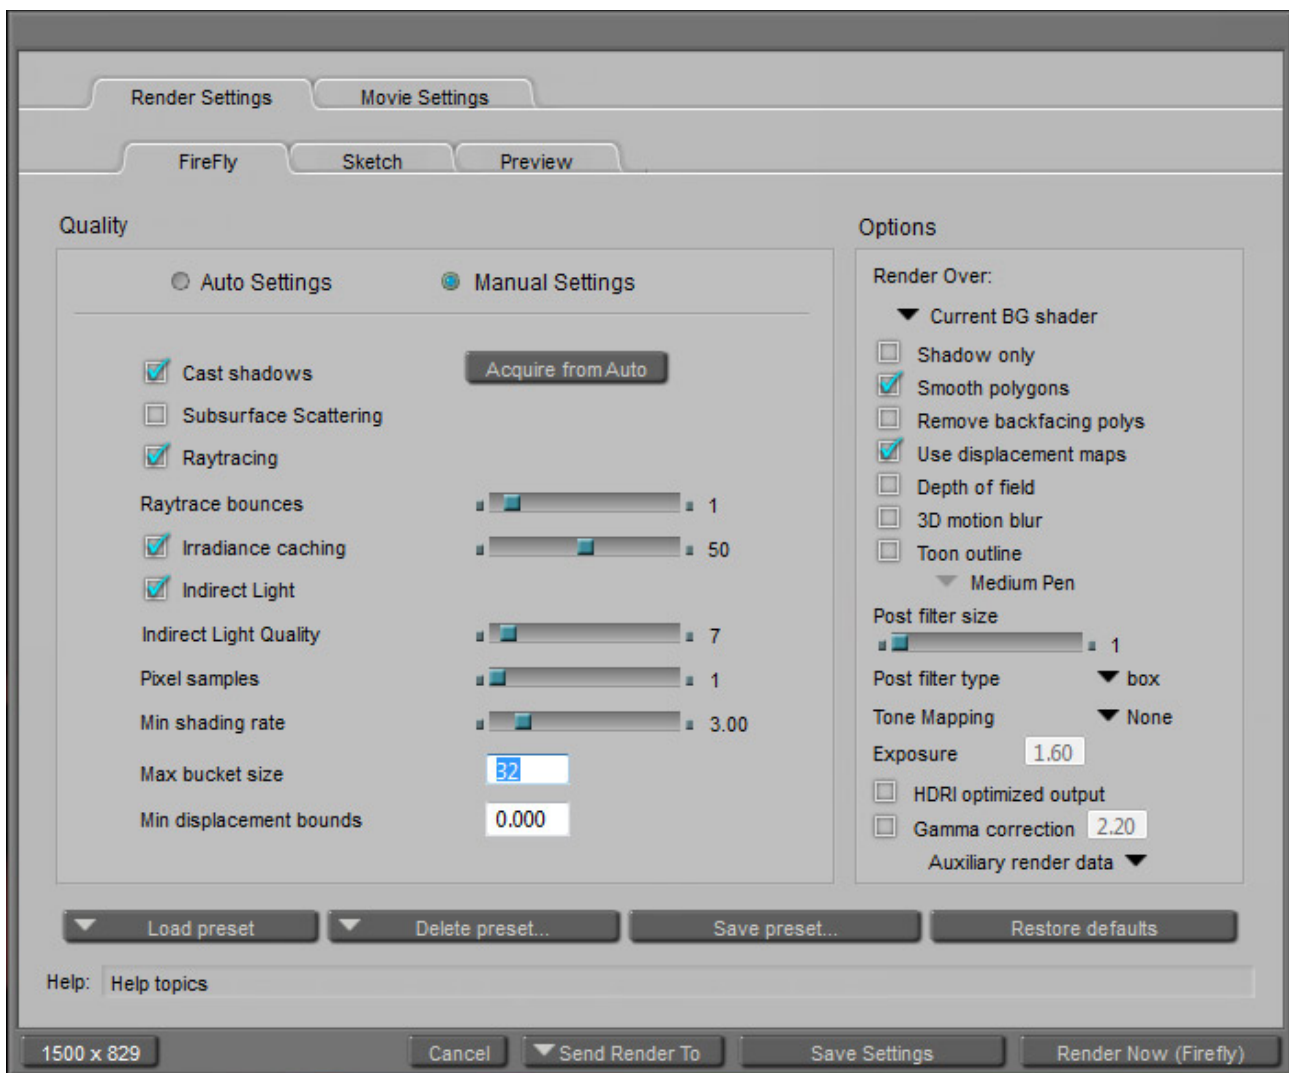 Render Settings
Movie Settings
FireFly
Sketch
Preview
Quality
Auto Settings
Manual Settings
Cast shadows
Acquire from Auto
Subsurface Scattering
Raytracing
Raytrace bounces 1
Irradiance caching 50
Indirect Light
Indirect Light Quality 7
Pixel samples 1
Min shading rate 3.00
Max bucket size 32
Min displacement bounds 0.000
Options
Render Over:
Current BG shader
Shadow only
Smooth polygons
Remove backfacing polys
Use displacement maps
Depth of field
3D motion blur
Toon outline
Medium Pen
Post filter size
1
Post filter type box
Tone Mapping None
Exposure 1.60
HDRI optimized output
Gamma correction 2.20
Auxiliary render data
Load preset
Delete preset...
Save preset...
Restore defaults
Help: Help topics
1500 x 829
Cancel
Send Render To
Save Settings
Render Now (Firefly)